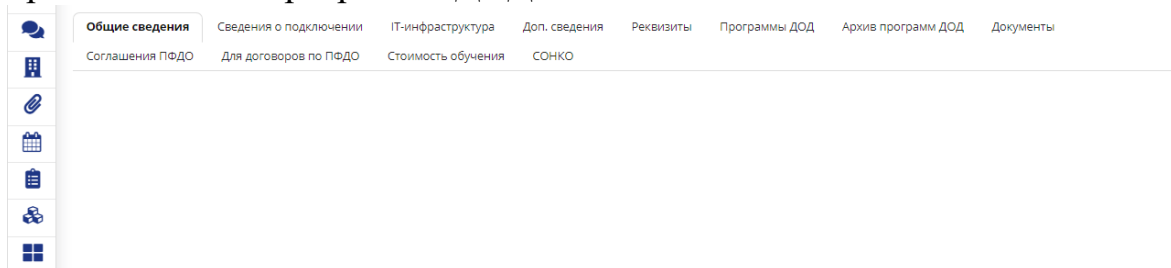 Общие сведения Сведения о подключении IT-инфраструктура Доп. сведения Реквизиты Программы ДОД Архив программ ДОД Документы
Соглашения ПФДО Для договоров по ПФДО Стоимость обучения СОНКО